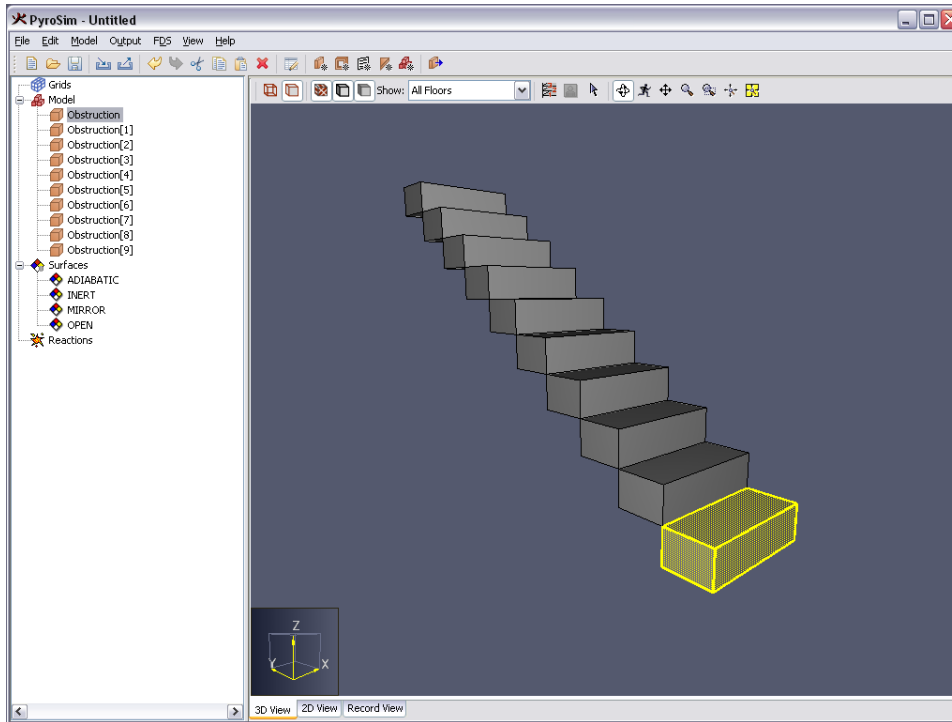 PyroSim - Untitled
File Edit Model Output FDS View Help
Show: All Floors
Grids
Model
Obstruction
Obstruction[1]
Obstruction[2]
Obstruction[3]
Obstruction[4]
Obstruction[5]
Obstruction[6]
Obstruction[7]
Obstruction[8]
Obstruction[9]
Surfaces
ADIABATIC
INERT
MIRROR
OPEN
Reactions
Z
Y X
3D View 2D View Record View